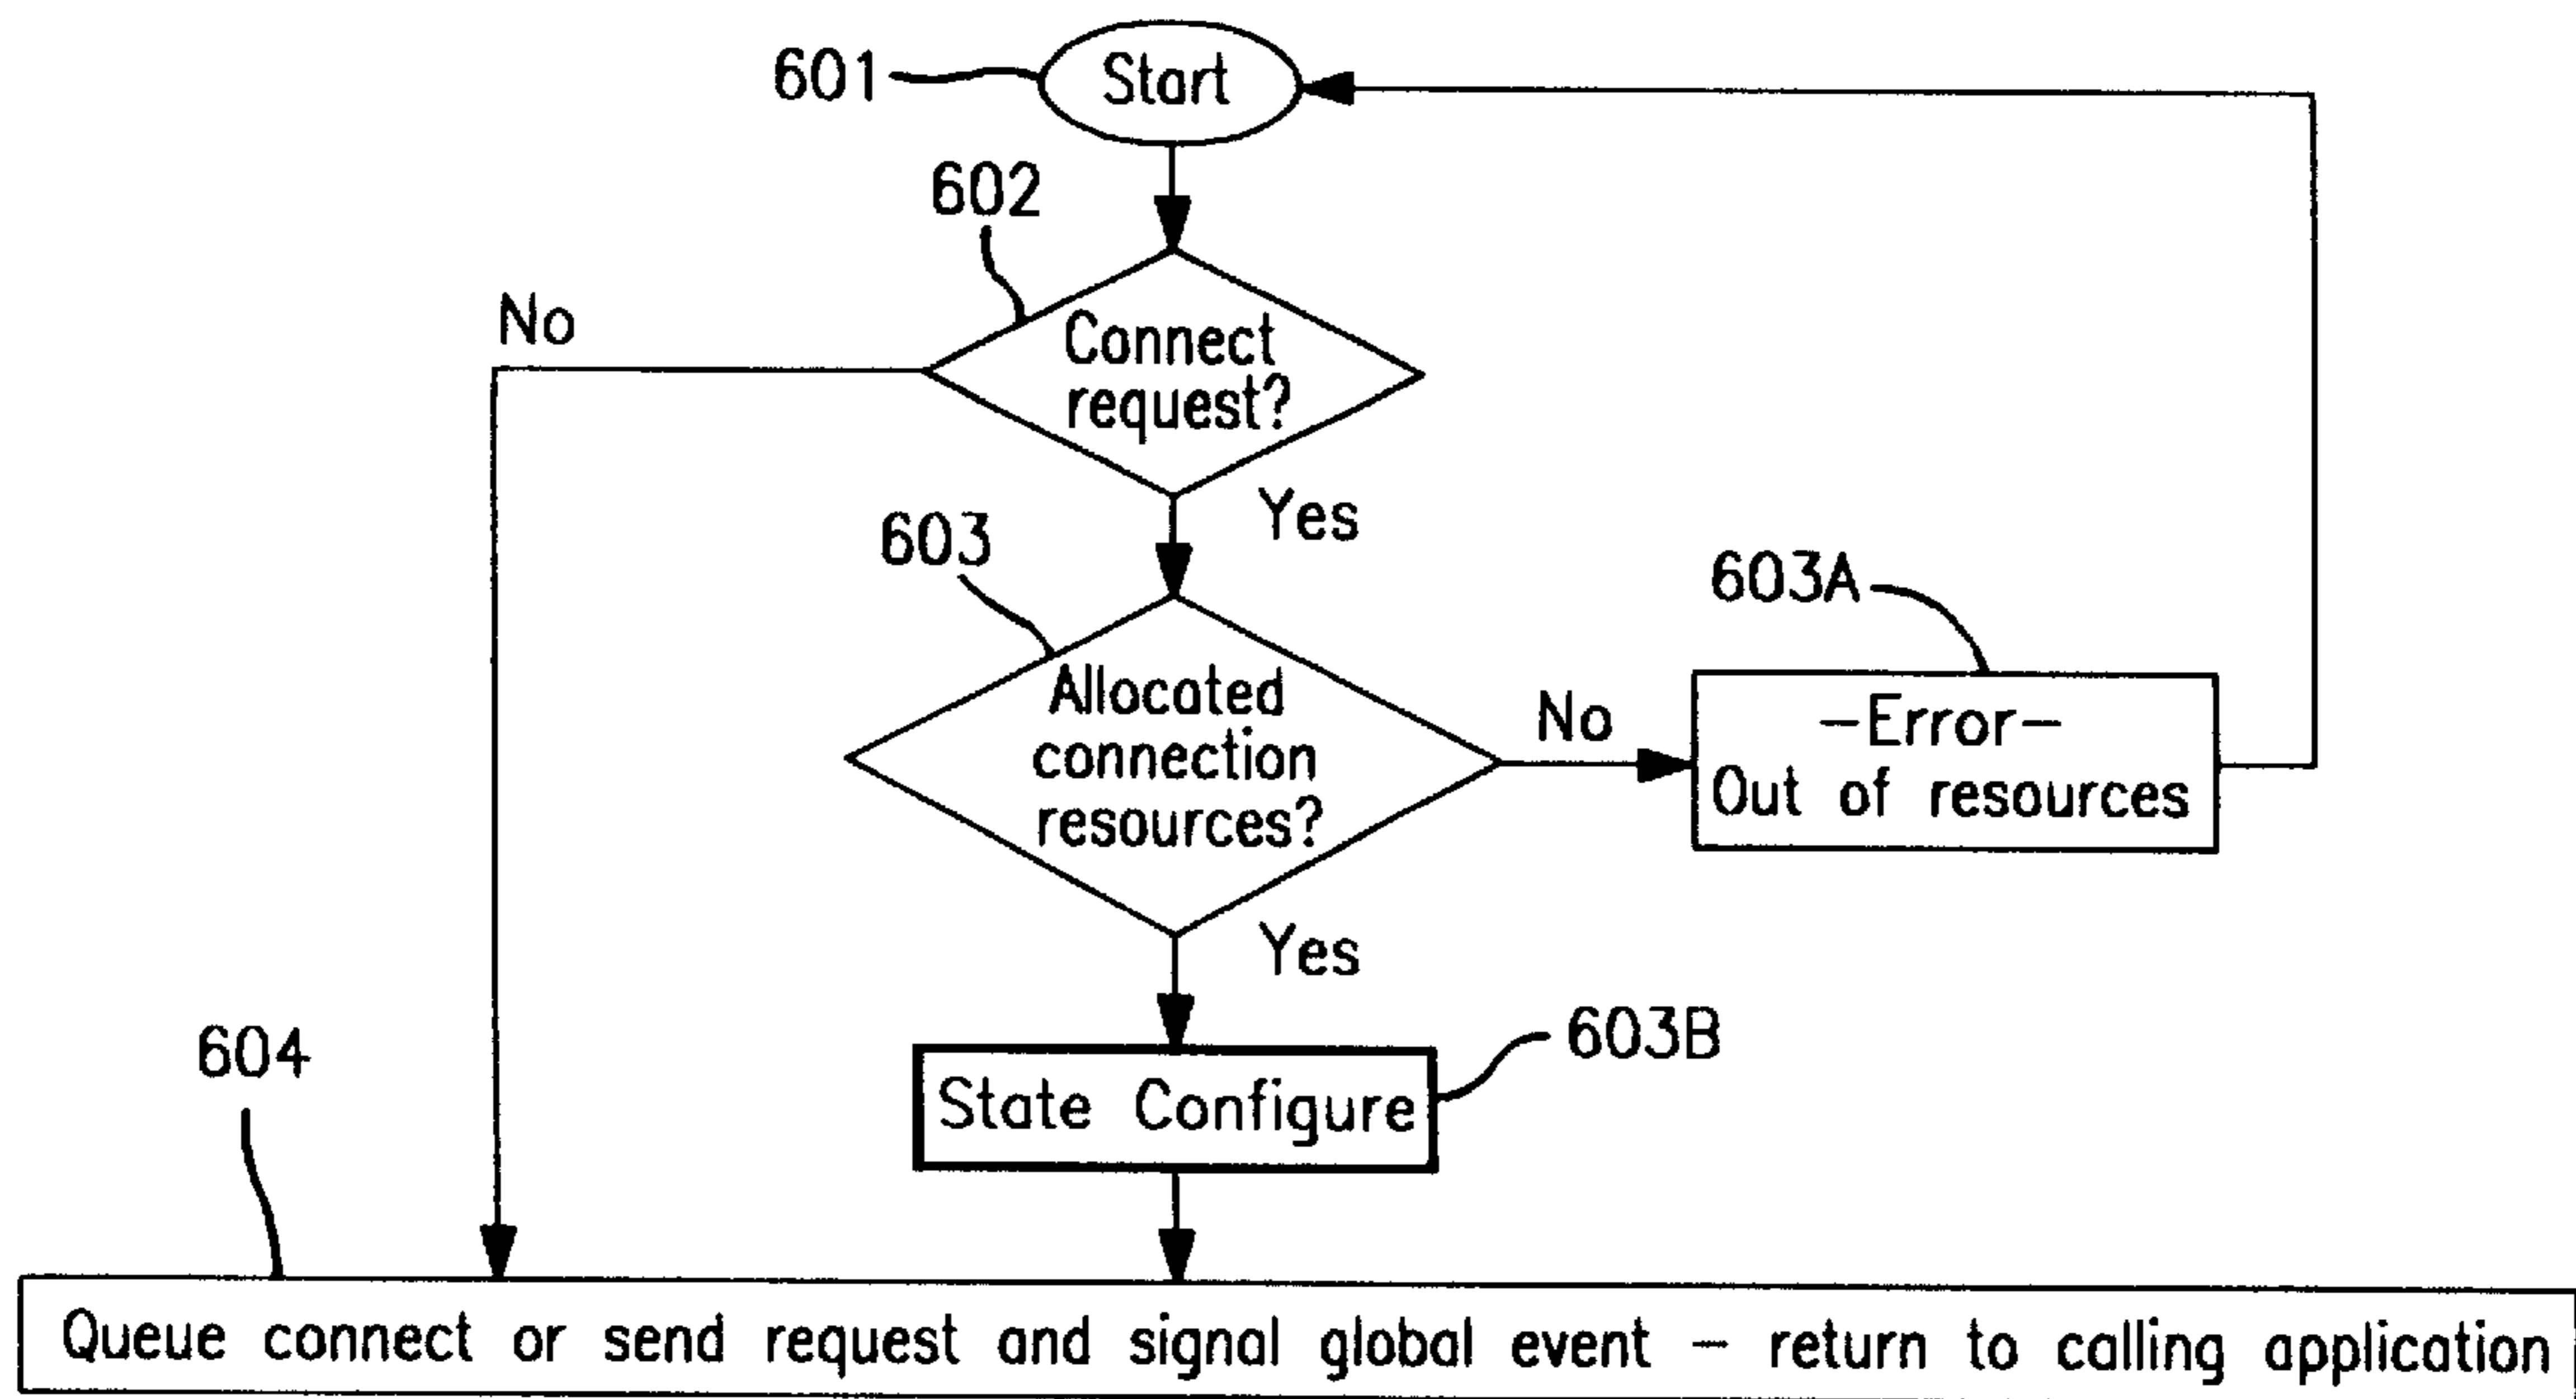 601
Start
602
No
Connect
request?
Yes
603
603A
Allocated
connection
resources?
No
-Error-
Out of resources
Yes
603B
State Configure
604
Queue connect or send request and signal global event - return to calling application